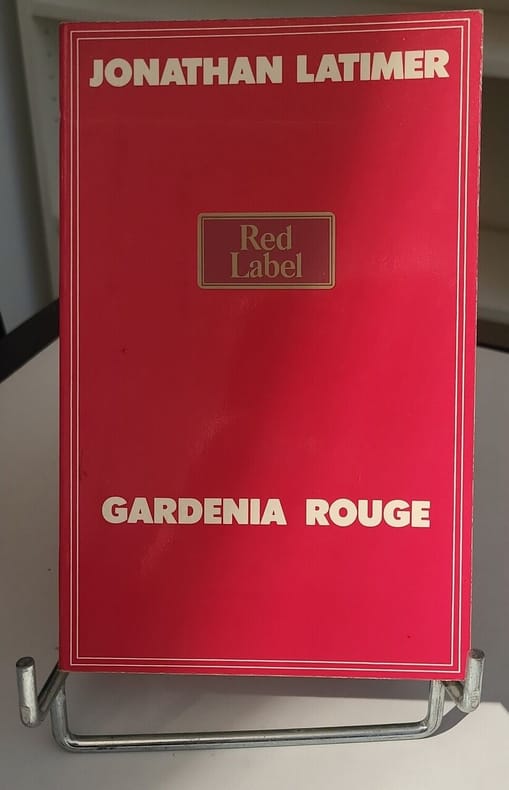 JONATHAN LATIMER
Red
Label
GARDENIA ROUGE